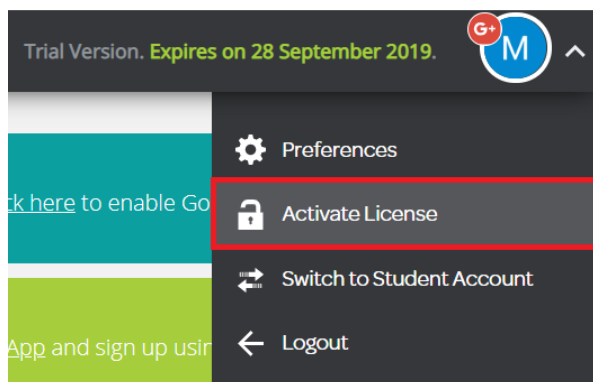 Trial Version. Expires on 28 September 2019.
G+
M
Preferences
ck here to enable Go
Activate License
Switch to Student Account
App and sign up usin
Logout